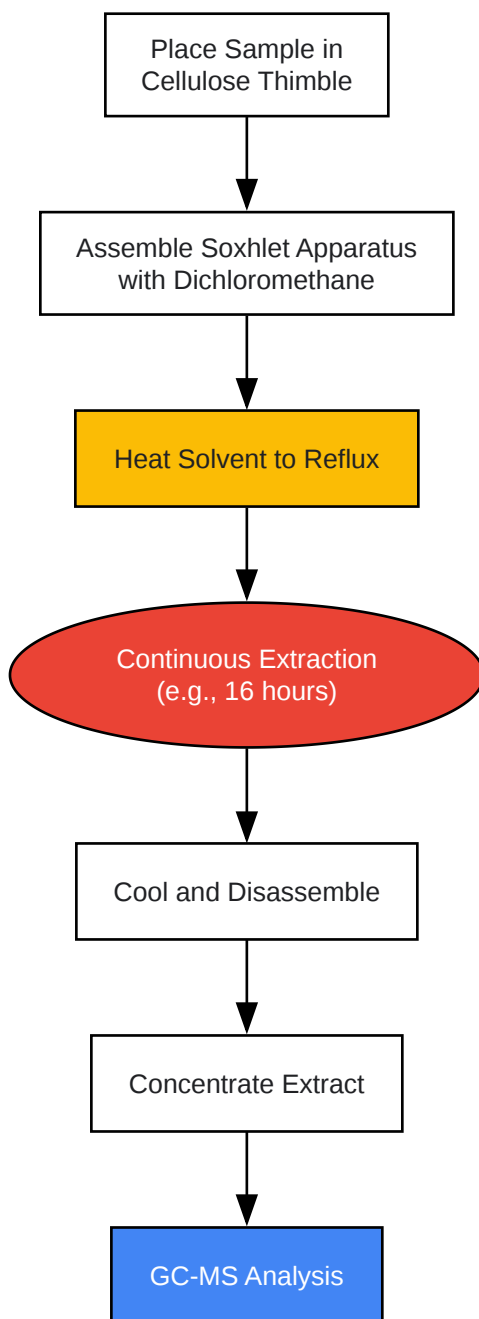 Place Sample in
Cellulose Thimble
Assemble Soxhlet Apparatus
with Dichloromethane
Heat Solvent to Reflux
Continuous Extraction
(e.g., 16 hours)
Cool and Disassemble
Concentrate Extract
GC-MS Analysis